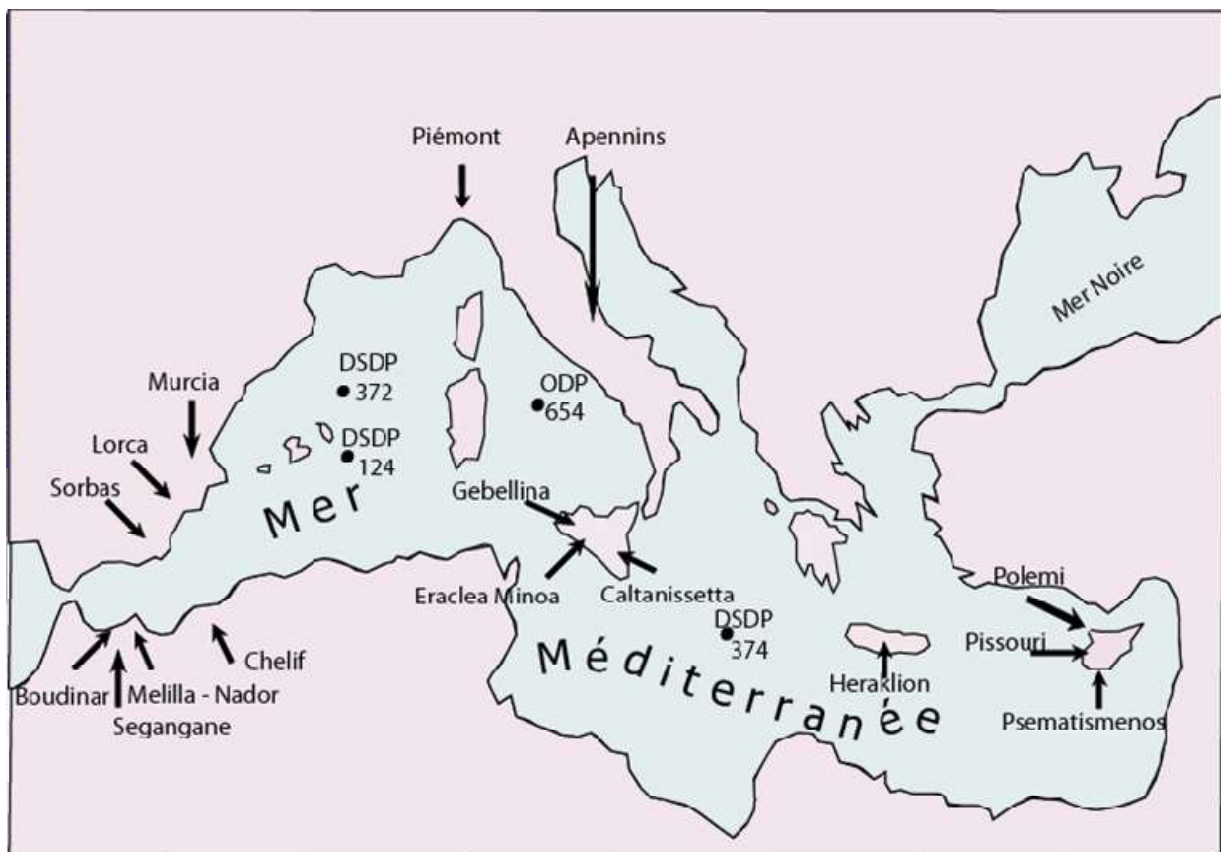 Piémont
Apennins
Mer Noire
DSDP
372
ODP
654
Murcia
DSDP
124
Lorca
Sorbas
Mer
Gebellina
Eraclea Minoa
Caltanissetta
Polemi
DSDP
374
Pissouri
Chelif
Méditerranée
Heraklion
Boudinar
Melilla - Nador
Segangane
Psematismenos